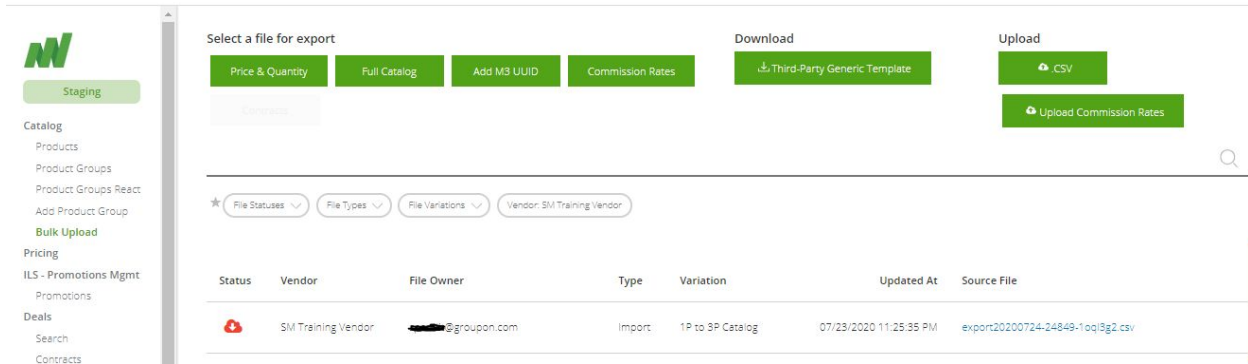 Select a file for export Download Upload
Price & Quantity Full Catalog Add M3 UUID Commission Rates Third-Party Generic Template .CSV
Staging
Contracts Upload Commission Rates
Catalog
Products
Product Groups
Product Groups React
Add Product Group
Bulk Upload
Pricing
ILS - Promotions Mgmt
Promotions
Deals
Search
Contracts
File Statuses File Types File Variations Vendor: SM Training Vendor
Status Vendor File Owner Type Variation Updated At Source File
SM Training Vendor @groupon.com Import 1P to 3P Catalog 07/23/2020 11:25:35 PM export20200724-24849-1oql3g2.csv